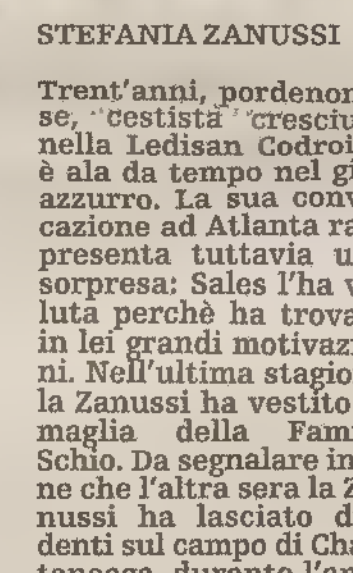 STEFANIA ZANUSSI
Trent'anni, pordenon
se, cestista cresciu
nella Ledisan Codroi
è ala da tempo nel gi
azzurro. La sua conv
cazione ad Atlanta ra
presenta tuttavia u
sorpresa: Sales l'ha v
luta perchè ha trova
in lei grandi motivazi
ni. Nell'ultima stagio
la Zanussi ha vestito
maglia della Fam
Schio. Da segnalare in
ne che l'altra sera la Z
nussi ha lasciato d
denti sul campo di Cha